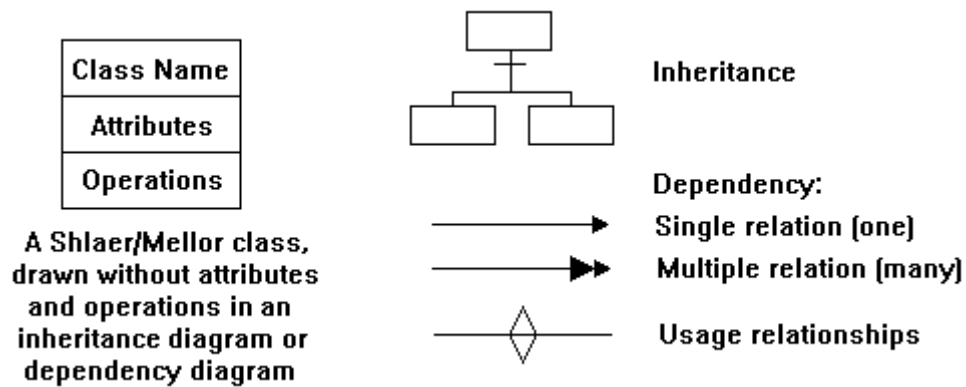 Class Name
Attributes
Operations
A Shlaer/Mellor class,
drawn without attributes
and operations in an
inheritance diagram or
dependency diagram
Inheritance
Dependency:
Single relation (one)
Multiple relation (many)
Usage relationships